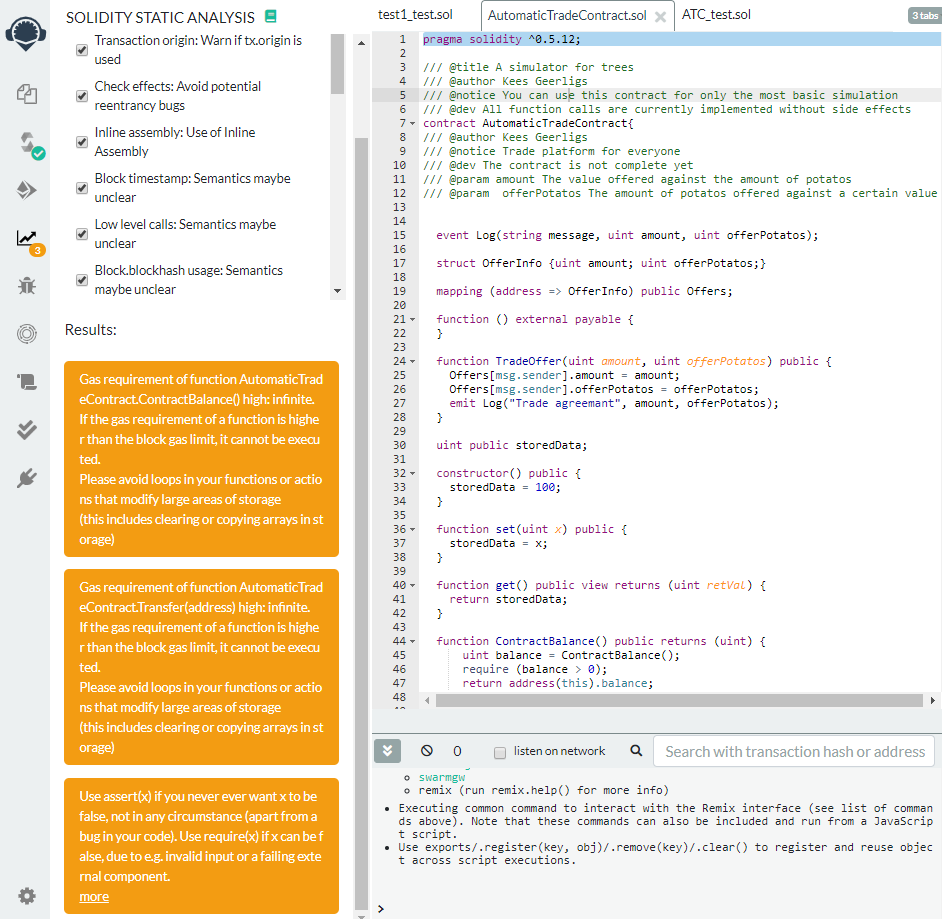 SOLIDITY STATIC ANALYSIS
Transaction origin: Warn if tx.origin is
used
Check effects: Avoid potential
reentrancy bugs
Inline assembly: Use of Inline
Assembly
Block timestamp: Semantics maybe
unclear
Low level calls: Semantics maybe
unclear
Block.blockhash usage: Semantics
maybe unclear
3
Results:
Gas requirement of function AutomaticTrad
eContract.ContractBalance() high: infinite.
If the gas requirement of a function is highe
r than the block gas limit, it cannot be execu
ted.
Please avoid loops in your functions or actio
ns that modify large areas of storage
(this includes clearing or copying arrays in st
orage)
Gas requirement of function AutomaticTrad
eContract.Transfer(address) high: infinite.
If the gas requirement of a function is highe
r than the block gas limit, it cannot be execu
ted.
Please avoid loops in your functions or actio
ns that modify large areas of storage
(this includes clearing or copying arrays in st
orage)
Use assert(x) if you never ever want x to be
false, not in any circumstance (apart from a
bug in your code). Use require(x) if x can be f
alse, due to e.g. invalid input or a failing exte
rnal component.
more
test1_test.sol AutomaticTradeContract.sol ATC_test.sol 3 tabs
1 pragma solidity ^0.5.12;
2
3 /// @title A simulator for trees
4 /// @author Kees Geerligs
5 /// @notice You can use this contract for only the most basic simulation
6 /// @dev All function calls are currently implemented without side effects
7 contract AutomaticTradeContract{
8 /// @author Kees Geerligs
9 /// @notice Trade platform for everyone
10 /// @dev The contract is not complete yet
11 /// @param amount The value offered against the amount of potatos
12 /// @param  offerPotatos The amount of potatos offered against a certain value
13
14
15 event Log(string message, uint amount, uint offerPotatos);
16
17 struct OfferInfo {uint amount; uint offerPotatos;}
18
19 mapping (address => OfferInfo) public Offers;
20
21 function () external payable {
22 }
23
24 function TradeOffer(uint amount, uint offerPotatos) public {
25 Offers[msg.sender].amount = amount;
26 Offers[msg.sender].offerPotatos = offerPotatos;
27 emit Log("Trade agreemant", amount, offerPotatos);
28 }
29
30 uint public storedData;
31
32 constructor() public {
33 storedData = 100;
34 }
35
36 function set(uint x) public {
37 storedData = x;
38 }
39
40 function get() public view returns (uint retVal) {
41 return storedData;
42 }
43
44 function ContractBalance() public returns (uint) {
45 uint balance = ContractBalance();
46 require (balance > 0);
47 return address(this).balance;
48
0 listen on network Search with transaction hash or address
swarmgw
remix (run remix.help() for more info)
Executing common command to interact with the Remix interface (see list of comman
ds above). Note that these commands can also be included and run from a JavaScrip
t script.
Use exports/.register(key, obj)/.remove(key)/.clear() to register and reuse objec
t across script executions.
>